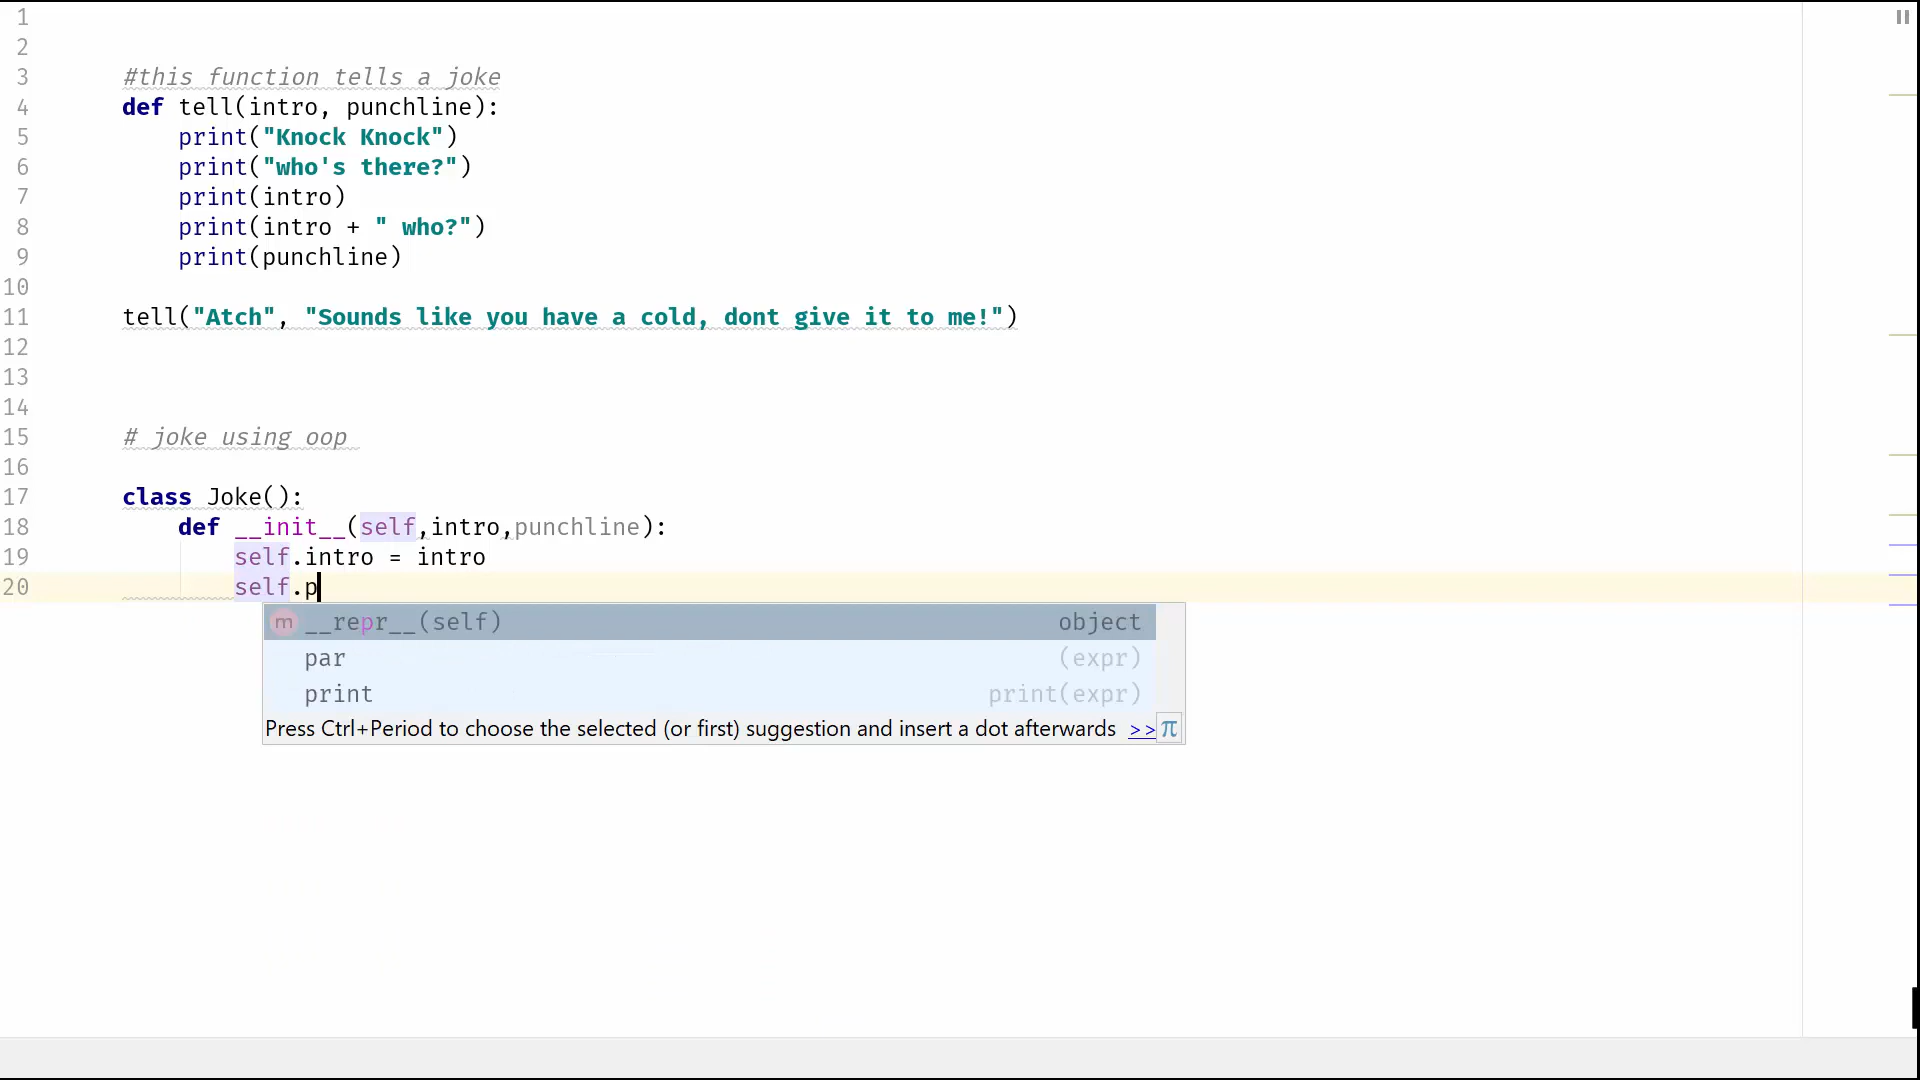 1
2
3 #this function tells a joke
4 def tell(intro, punchline):
5 print("Knock Knock")
6 print("who's there?")
7 print(intro)
8 print(intro + " who?")
9 print(punchline)
10
11 tell("Atch", "Sounds like you have a cold, dont give it to me!")
12
13
14
15 # joke using oop
16
17 class Joke():
18 def __init__(self,intro,punchline):
19 self.intro = intro
20 self.p
m __repr__(self) object
par (expr)
print print(expr)
Press Ctrl+Period to choose the selected (or first) suggestion and insert a dot afterwards >> π